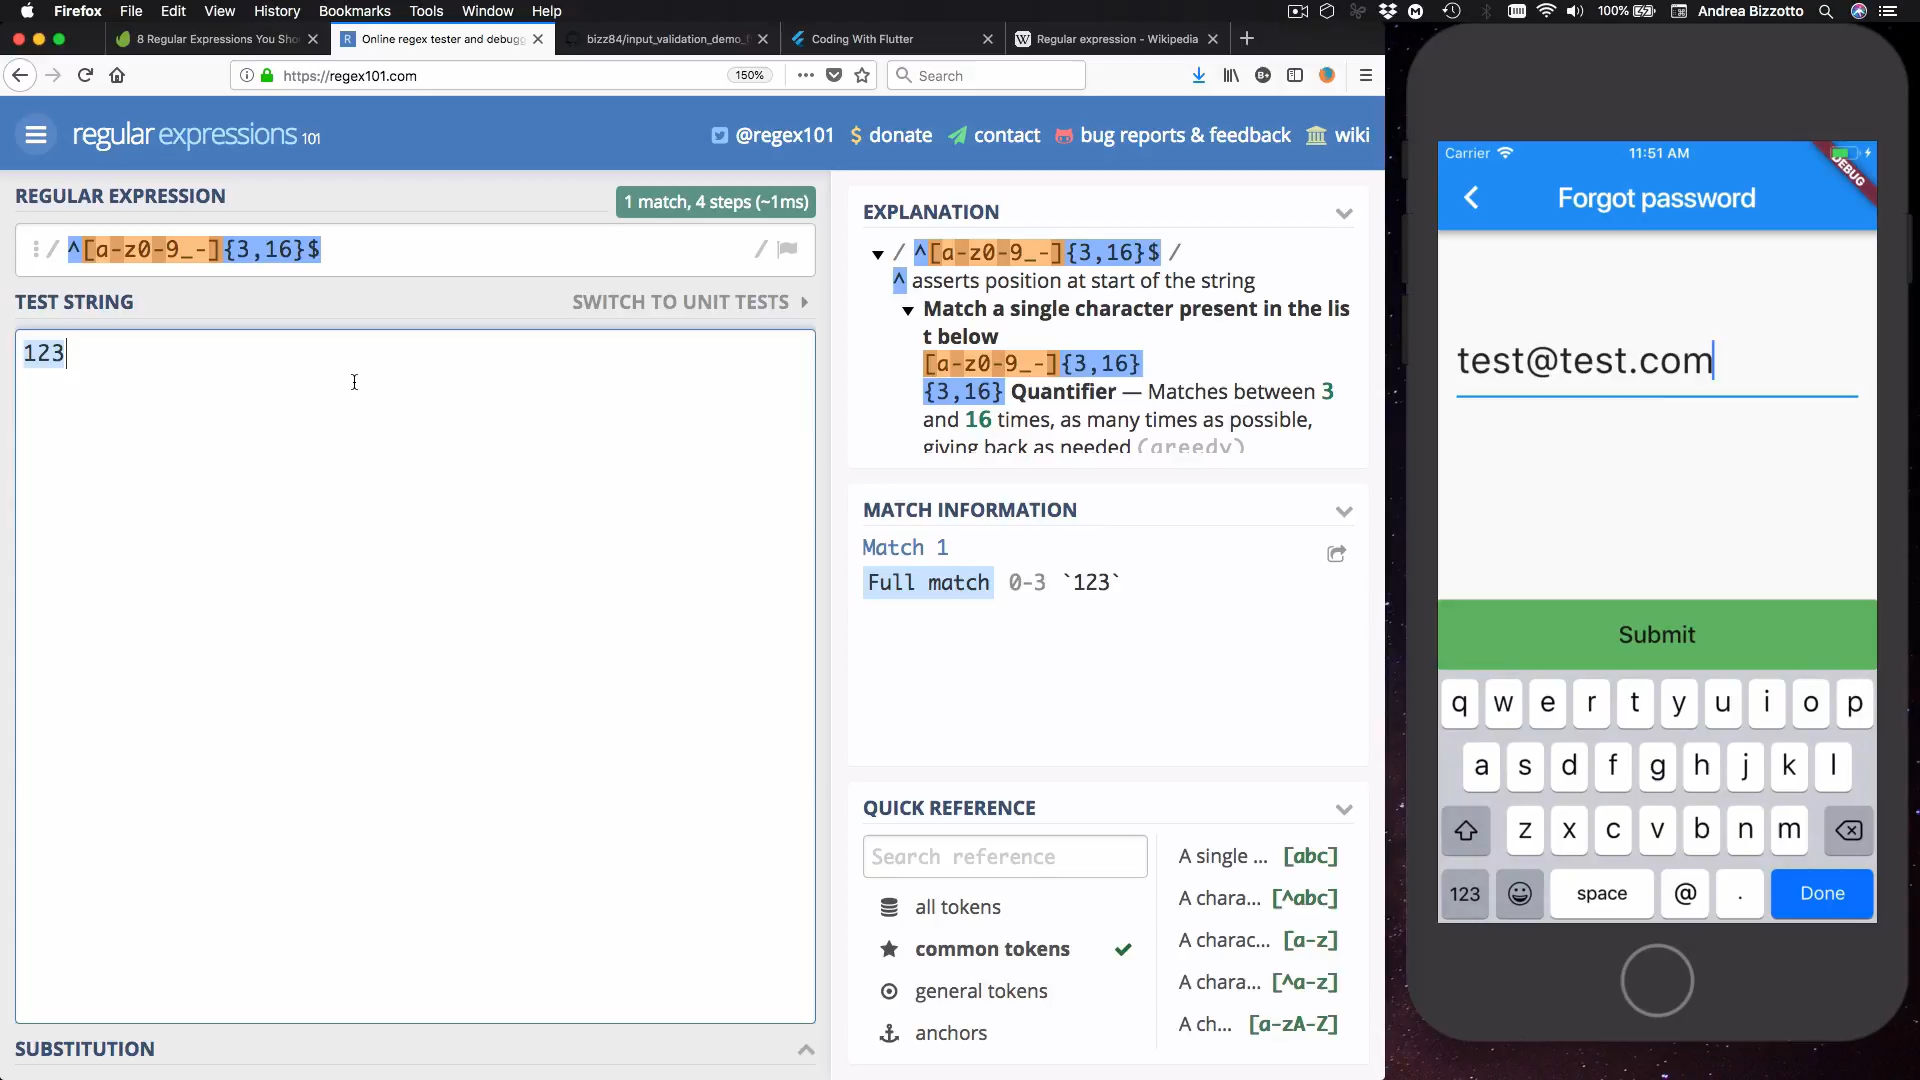 Firefox File Edit View History Bookmarks Tools Window Help
100% Andrea Bizzotto
8 Regular Expressions You Sho
Online regex tester and debugg
bizz84/input_validation_demo_f
Coding With Flutter
Regular expression - Wikipedia
https://regex101.com
150%
Search
regular expressions 101
@regex101
donate
contact
bug reports & feedback
wiki
REGULAR EXPRESSION
1 match, 4 steps (~1ms)
/ ^[a-z0-9_-]{3,16}$ /
TEST STRING
SWITCH TO UNIT TESTS
123
SUBSTITUTION
EXPLANATION
/ ^[a-z0-9_-]{3,16}$ /
^ asserts position at start of the string
Match a single character present in the lis
t below
[a-z0-9_-]{3,16}
{3,16} Quantifier — Matches between 3
and 16 times, as many times as possible,
giving back as needed (greedy)
MATCH INFORMATION
Match 1
Full match 0-3 `123`
QUICK REFERENCE
Search reference
all tokens
common tokens
general tokens
anchors
A single ... [abc]
A chara... [^abc]
A charac... [a-z]
A chara... [^a-z]
A ch... [a-zA-Z]
Carrier 11:51 AM
DEBUG
Forgot password
test@test.com
Submit
q w e r t y u i o p
a s d f g h j k l
z x c v b n m
123 space @ . Done